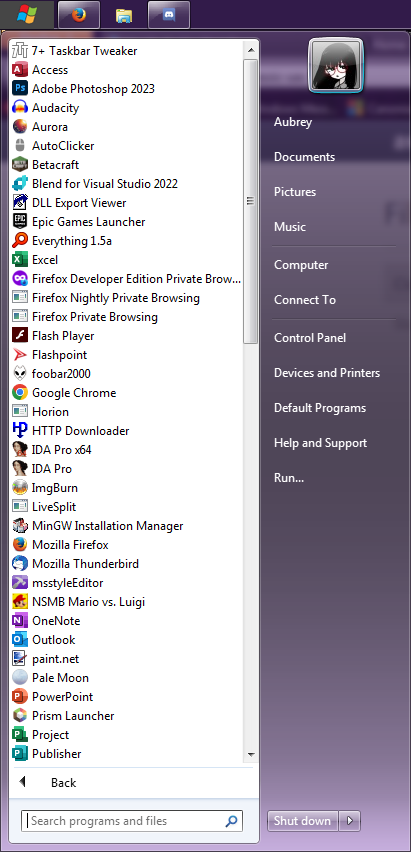 7+ Taskbar Tweaker
Access
Adobe Photoshop 2023
Audacity
Aurora
AutoClicker
Betacraft
Blend for Visual Studio 2022
DLL Export Viewer
Epic Games Launcher
Everything 1.5a
Excel
Firefox Developer Edition Private Brow...
Firefox Nightly Private Browsing
Firefox Private Browsing
Flash Player
Flashpoint
foobar2000
Google Chrome
Horion
HTTP Downloader
IDA Pro x64
IDA Pro
ImgBurn
LiveSplit
MinGW Installation Manager
Mozilla Firefox
Mozilla Thunderbird
msstyleEditor
NSMB Mario vs. Luigi
OneNote
Outlook
paint.net
Pale Moon
PowerPoint
Prism Launcher
Project
Publisher
Back
Search programs and files
Aubrey
Documents
Pictures
Music
Computer
Connect To
Control Panel
Devices and Printers
Default Programs
Help and Support
Run...
Shut down